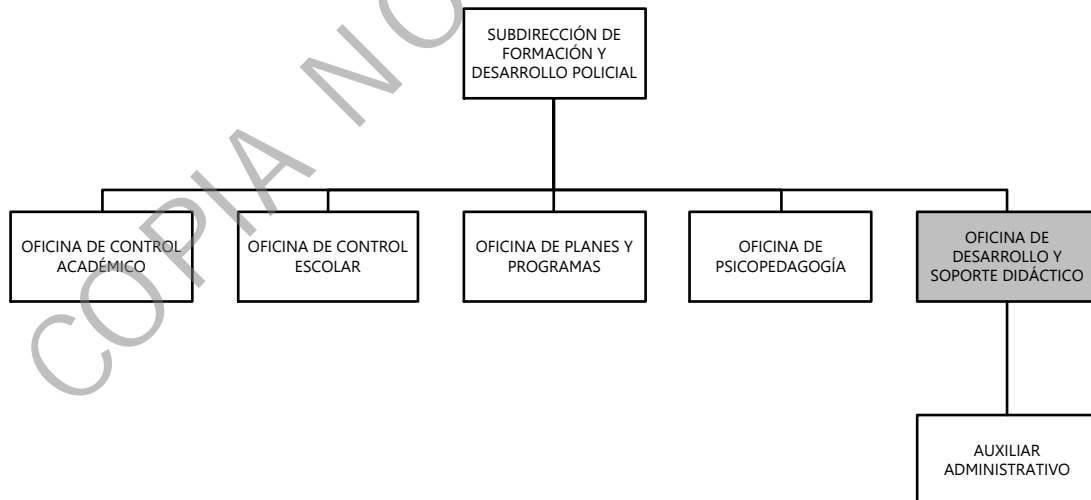 SUBDIRECCIÓN DE
FORMACIÓN Y
DESARROLLO POLICIAL
OFICINA DE CONTROL
ACADÉMICO
OFICINA DE CONTROL
ESCOLAR
OFICINA DE PLANES Y
PROGRAMAS
OFICINA DE
PSICOPEDAGOGÍA
OFICINA DE
DESARROLLO Y
SOPORTE DIDÁCTICO
AUXILIAR
ADMINISTRATIVO
COPIA NO